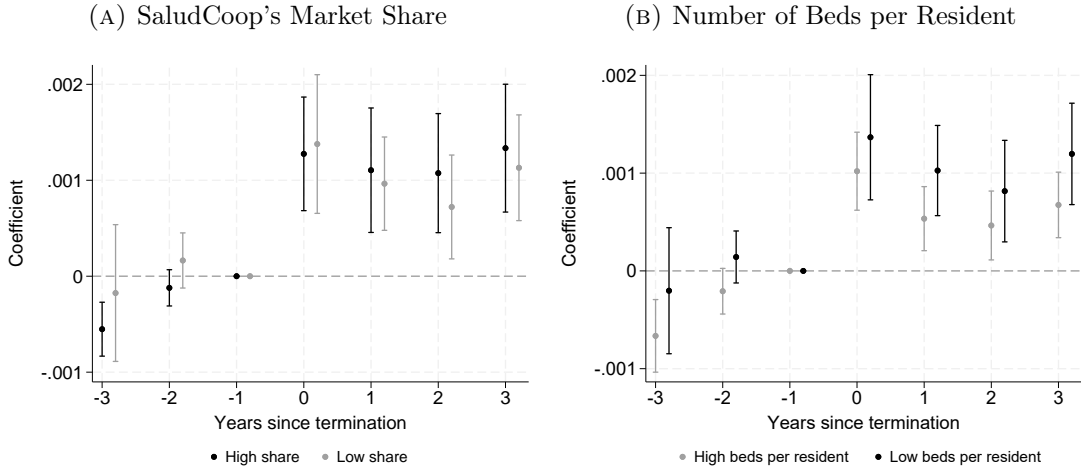 (A) SaludCoop's Market Share
.002
.001
0
-.001
Coefficient
-3 -2 -1 0 1 2 3
Years since termination
High share Low share
(B) Number of Beds per Resident
.002
.001
0
-.001
Coefficient
-3 -2 -1 0 1 2 3
Years since termination
High beds per resident Low beds per resident